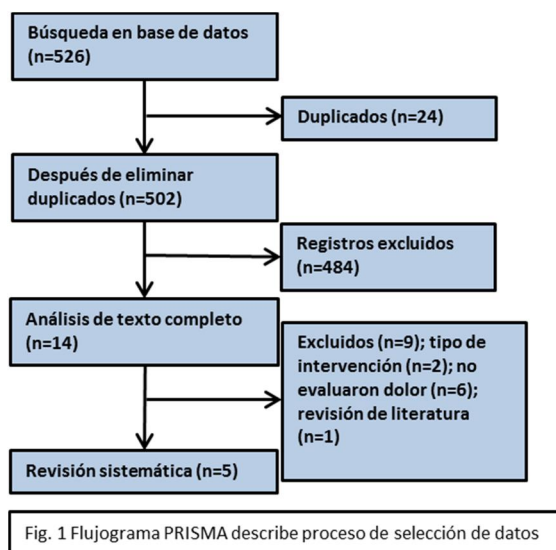 Búsqueda en base de datos
(n=526)
Duplicados (n=24)
Después de eliminar
duplicados (n=502)
Registros excluidos
(n=484)
Análisis de texto completo
(n=14)
Excluidos (n=9); tipo de
intervención (n=2); no
evaluaron dolor (n=6);
revisión de literatura
(n=1)
Revisión sistemática (n=5)
Fig. 1 Flujograma PRISMA describe proceso de selección de datos